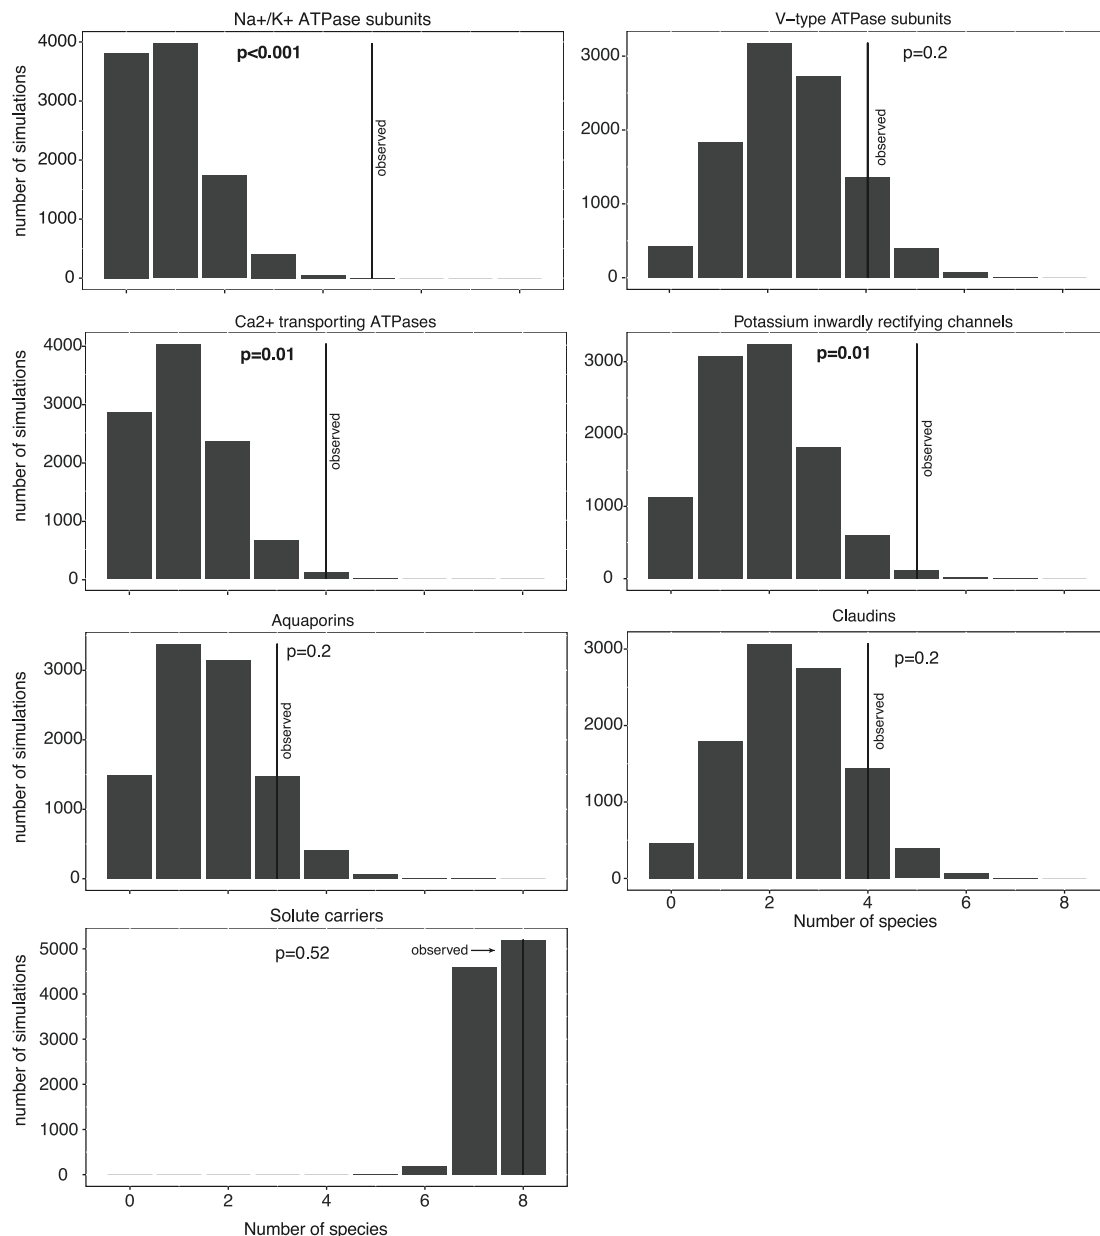 Na+/K+ ATPase subunits
number of simulations
4000
3000
2000
1000
0
p<0.001
observed
V−type ATPase subunits
3000
2000
1000
0
p=0.2
observed
Ca2+ transporting ATPases
number of simulations
4000
3000
2000
1000
0
p=0.01
observed
Potassium inwardly rectifying channels
3000
2000
1000
0
p=0.01
observed
Aquaporins
number of simulations
3000
2000
1000
0
p=0.2
observed
Claudins
3000
2000
1000
0
p=0.2
observed
0 2 4 6 8
Number of species
Solute carriers
number of simulations
5000
4000
3000
2000
1000
0
p=0.52
observed
0 2 4 6 8
Number of species